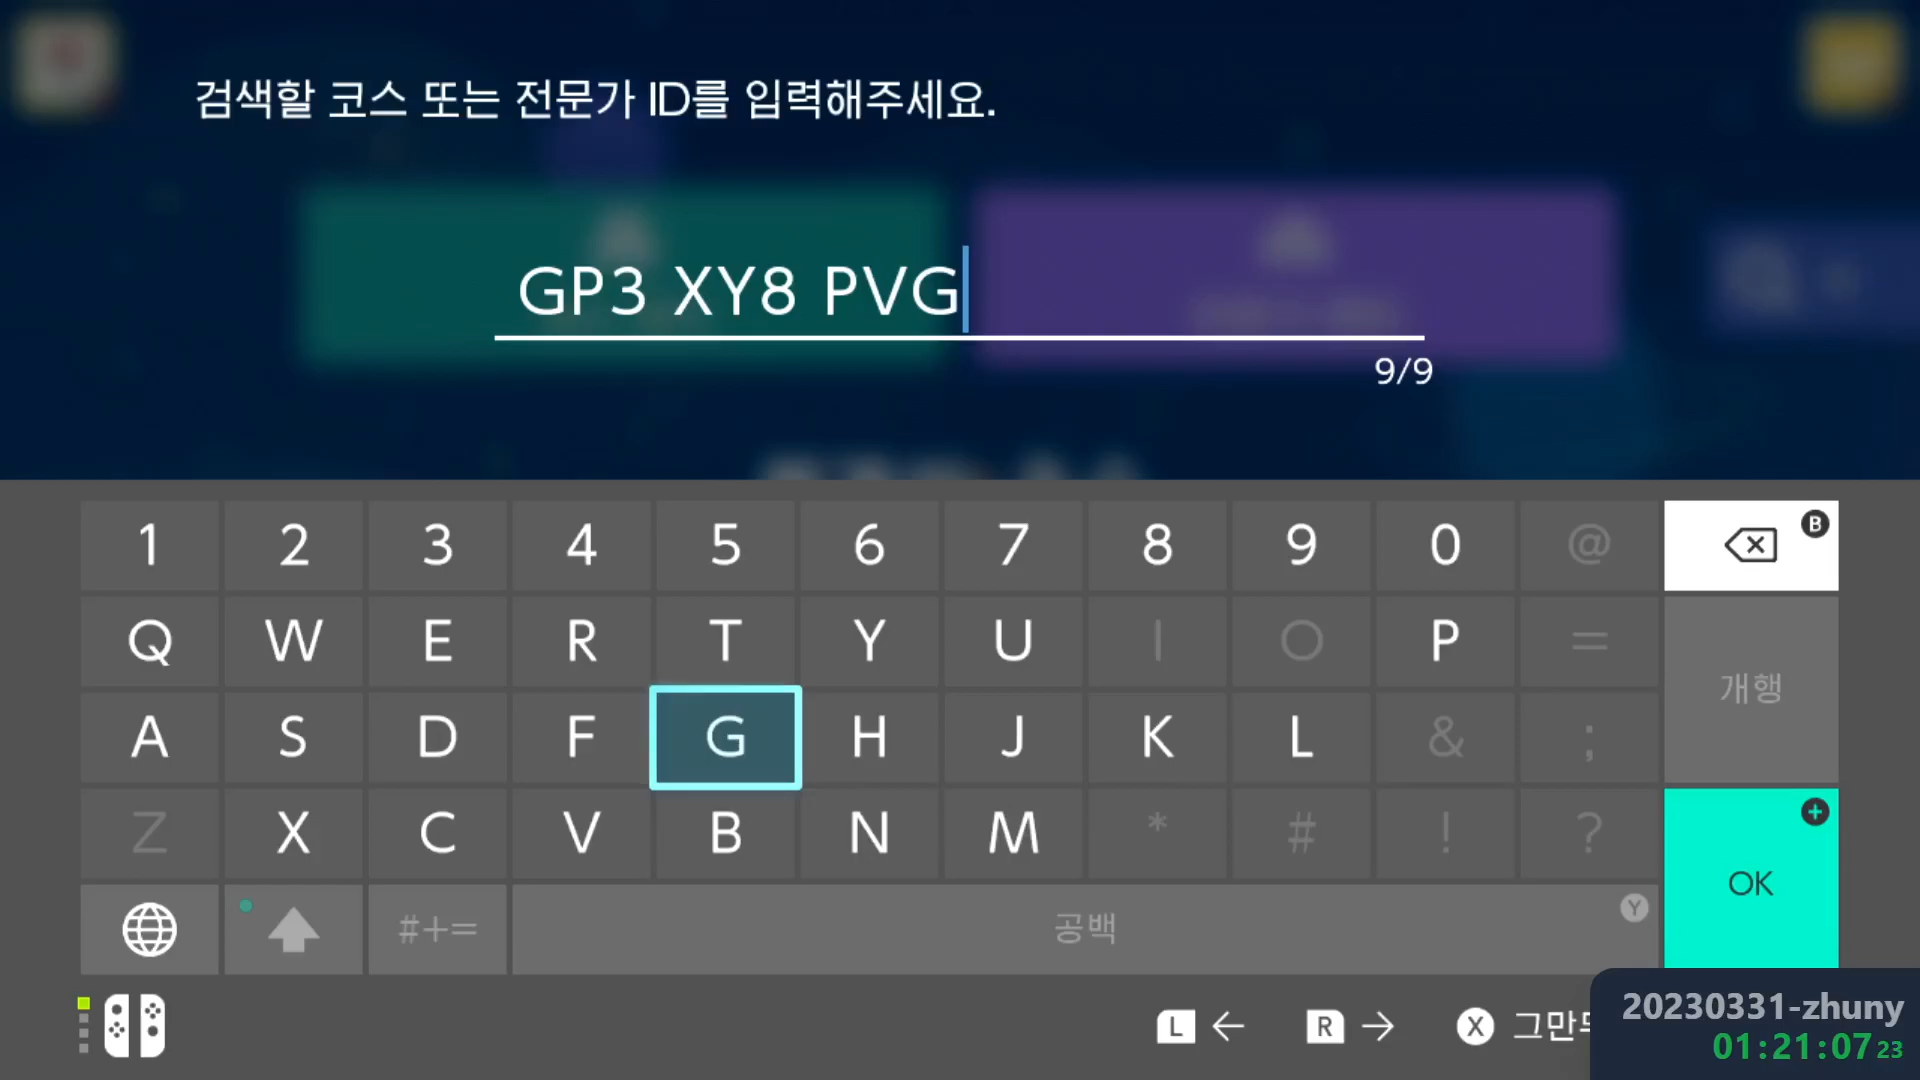 검색할 코스 또는 전문가 ID를 입력해주세요.
GP3 XY8 PVG
9/9
1 2 3 4 5 6 7 8 9 0 @ B
Q W E R T Y U I O P =
개행
A S D F G H J K L & ;
Z X C V B N M * # ! ? +
OK
#+= 공백 Y
L ← R → X 그만
20230331-zhuny
01:21:07 23